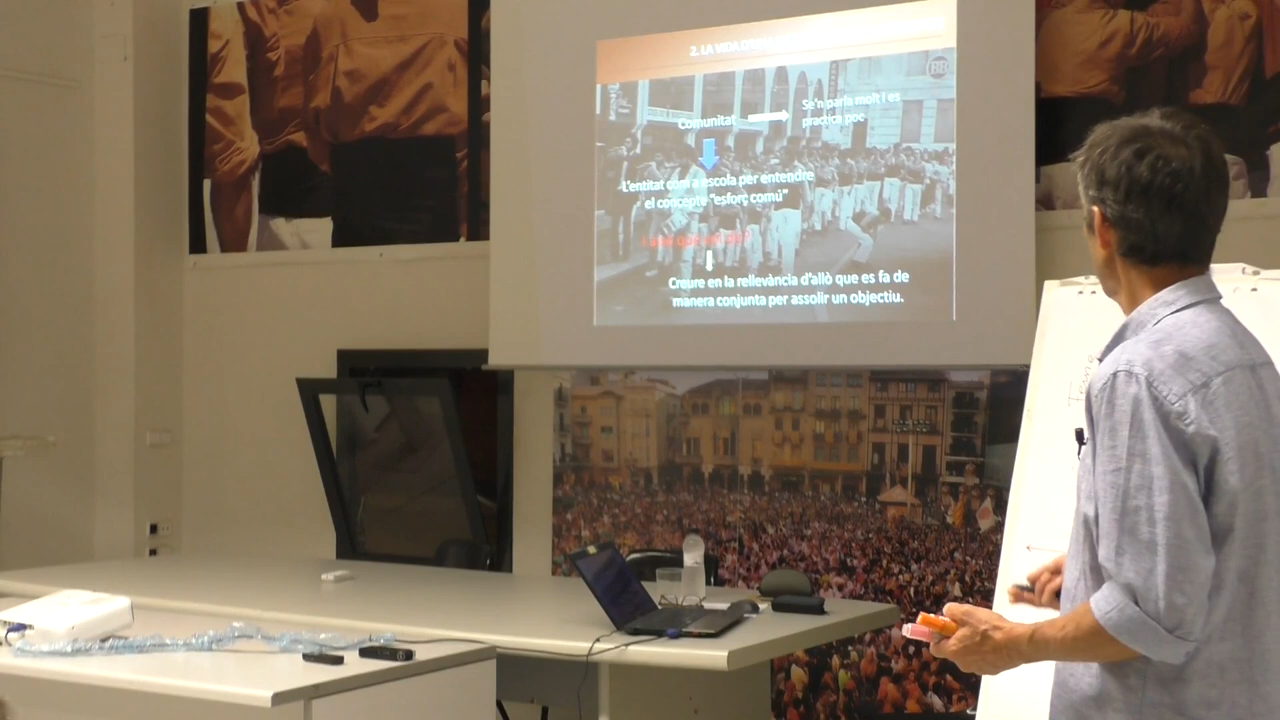 2. LA VIDA
Comunitat
Se'n parla molt i es
practica poc
L'entitat com a escola per entendre
el concepte "esforç comú"
Creure en la rellevància d'allò que es fa de
manera conjunta per assolir un objectiu.